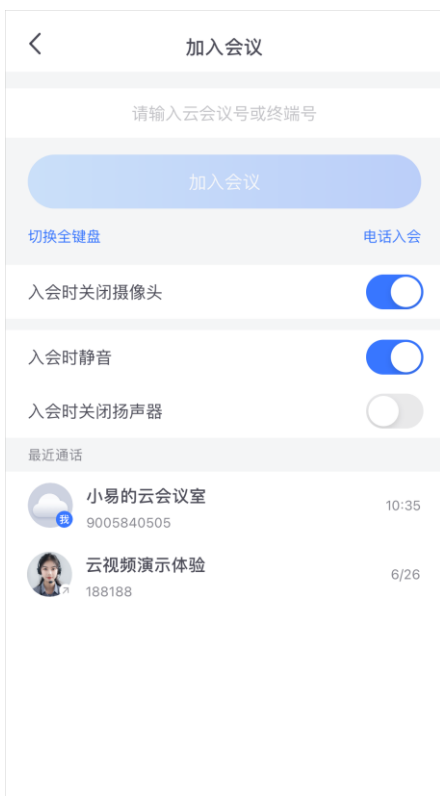 加入会议
请输入云会议号或终端号
加入会议
切换全键盘 电话入会
入会时关闭摄像头
入会时静音
入会时关闭扬声器
最近通话
小易的云会议室 10:35
我 9005840505
云视频演示体验 6/26
188188